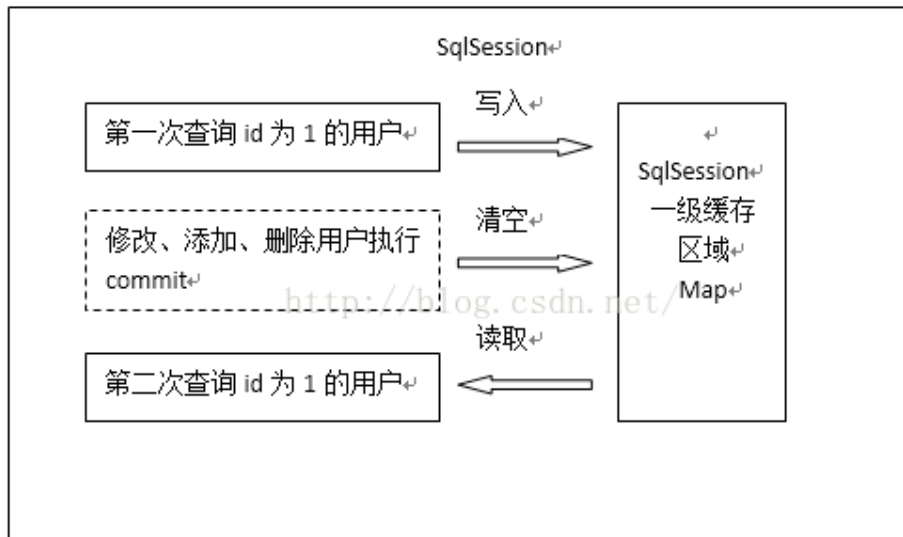 SqlSession
写入
第一次查询 id 为 1 的用户
清空
修改、添加、删除用户执行
commit
读取
第二次查询 id 为 1 的用户
SqlSession
一级缓存
区域
Map
http://blog.csdn.net/